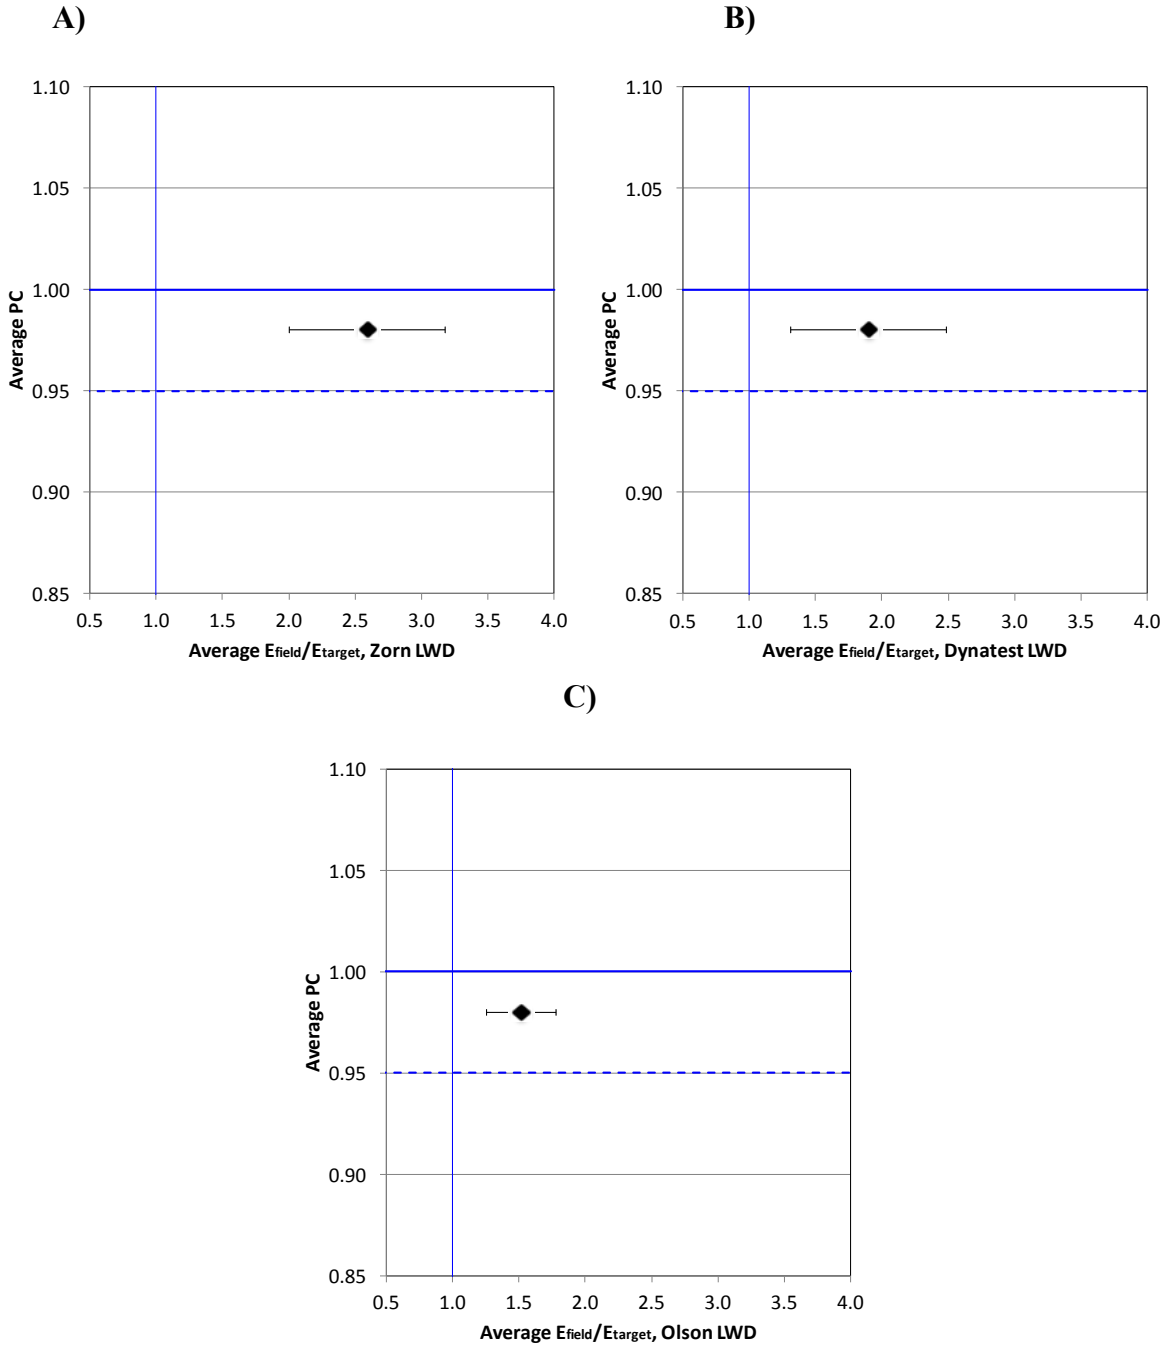 A)
1.10
1.05
1.00
0.95
0.90
0.85
0.5 1.0 1.5 2.0 2.5 3.0 3.5 4.0
Average PC
Average Efield/Etarget, Zorn LWD
B)
1.10
1.05
1.00
0.95
0.90
0.85
0.5 1.0 1.5 2.0 2.5 3.0 3.5 4.0
Average PC
Average Efield/Etarget, Dynatest LWD
C)
1.10
1.05
1.00
0.95
0.90
0.85
0.5 1.0 1.5 2.0 2.5 3.0 3.5 4.0
Average PC
Average Efield/Etarget, Olson LWD